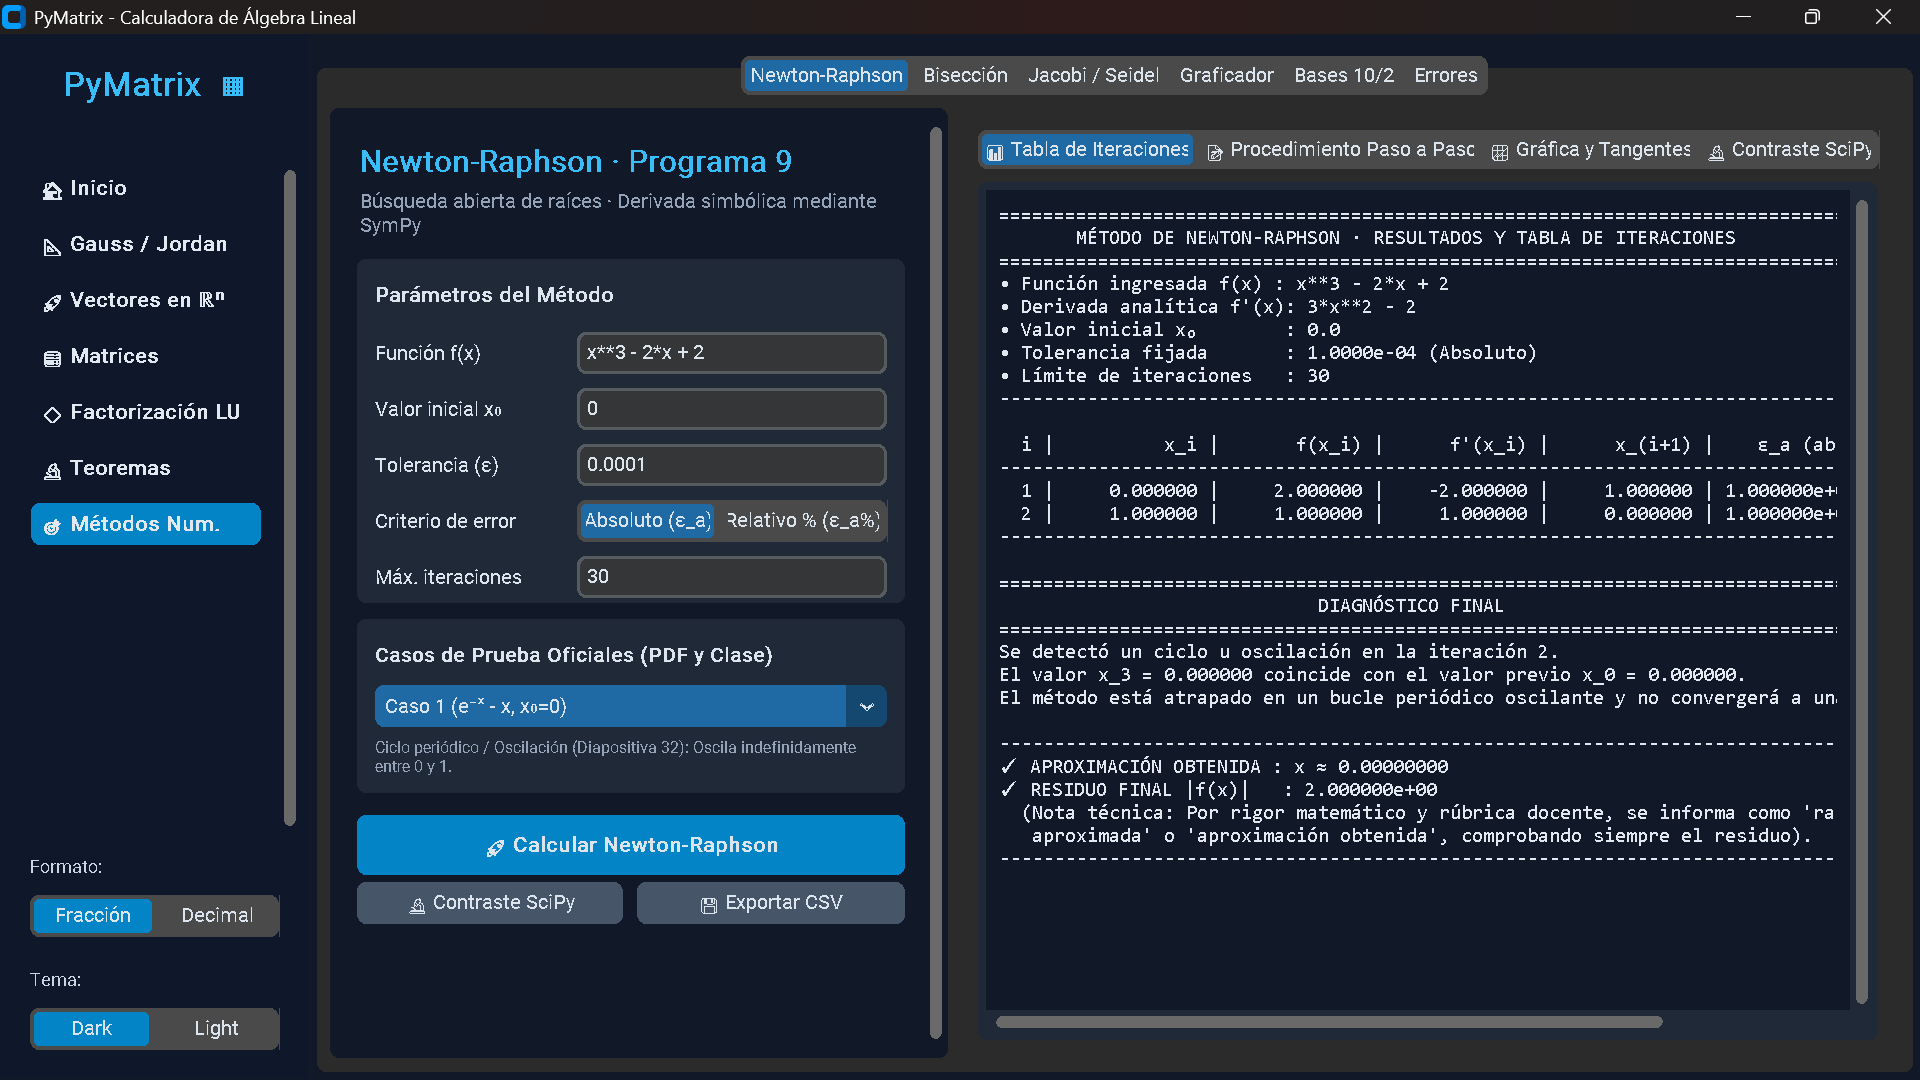 PyMatrix - Calculadora de Álgebra Lineal
PyMatrix
Inicio
Gauss / Jordan
Vectores en ℝⁿ
Matrices
Factorización LU
Teoremas
Métodos Num.
Formato:
Fracción Decimal
Tema:
Dark Light
Newton-Raphson Bisección Jacobi / Seidel Graficador Bases 10/2 Errores
Newton-Raphson · Programa 9
Búsqueda abierta de raíces · Derivada simbólica mediante
SymPy
Parámetros del Método
Función f(x) x**3 - 2*x + 2
Valor inicial x₀ 0
Tolerancia (ε) 0.0001
Criterio de error Absoluto (ε_a) Relativo % (ε_a%)
Máx. iteraciones 30
Casos de Prueba Oficiales (PDF y Clase)
Caso 1 (e⁻ˣ - x, x₀=0)
Ciclo periódico / Oscilación (Diapositiva 32): Oscila indefinidamente
entre 0 y 1.
Calcular Newton-Raphson
Contraste SciPy Exportar CSV
Tabla de Iteraciones Procedimiento Paso a Paso Gráfica y Tangentes Contraste SciPy
============================================================================
MÉTODO DE NEWTON-RAPHSON · RESULTADOS Y TABLA DE ITERACIONES
============================================================================
• Función ingresada f(x) : x**3 - 2*x + 2
• Derivada analítica f'(x): 3*x**2 - 2
• Valor inicial x₀ : 0.0
• Tolerancia fijada : 1.0000e-04 (Absoluto)
• Límite de iteraciones : 30
----------------------------------------------------------------------------
i | x_i | f(x_i) | f'(x_i) | x_(i+1) | ε_a (ab
----------------------------------------------------------------------------
1 | 0.000000 | 2.000000 | -2.000000 | 1.000000 | 1.000000e+
2 | 1.000000 | 1.000000 | 1.000000 | 0.000000 | 1.000000e+
----------------------------------------------------------------------------
============================================================================
DIAGNÓSTICO FINAL
============================================================================
Se detectó un ciclo u oscilación en la iteración 2.
El valor x_3 = 0.000000 coincide con el valor previo x_0 = 0.000000.
El método está atrapado en un bucle periódico oscilante y no convergerá a un
----------------------------------------------------------------------------
✓ APROXIMACIÓN OBTENIDA : x ≈ 0.00000000
✓ RESIDUO FINAL |f(x)| : 2.000000e+00
(Nota técnica: Por rigor matemático y rúbrica docente, se informa como 'ra
aproximada' o 'aproximación obtenida', comprobando siempre el residuo).
----------------------------------------------------------------------------